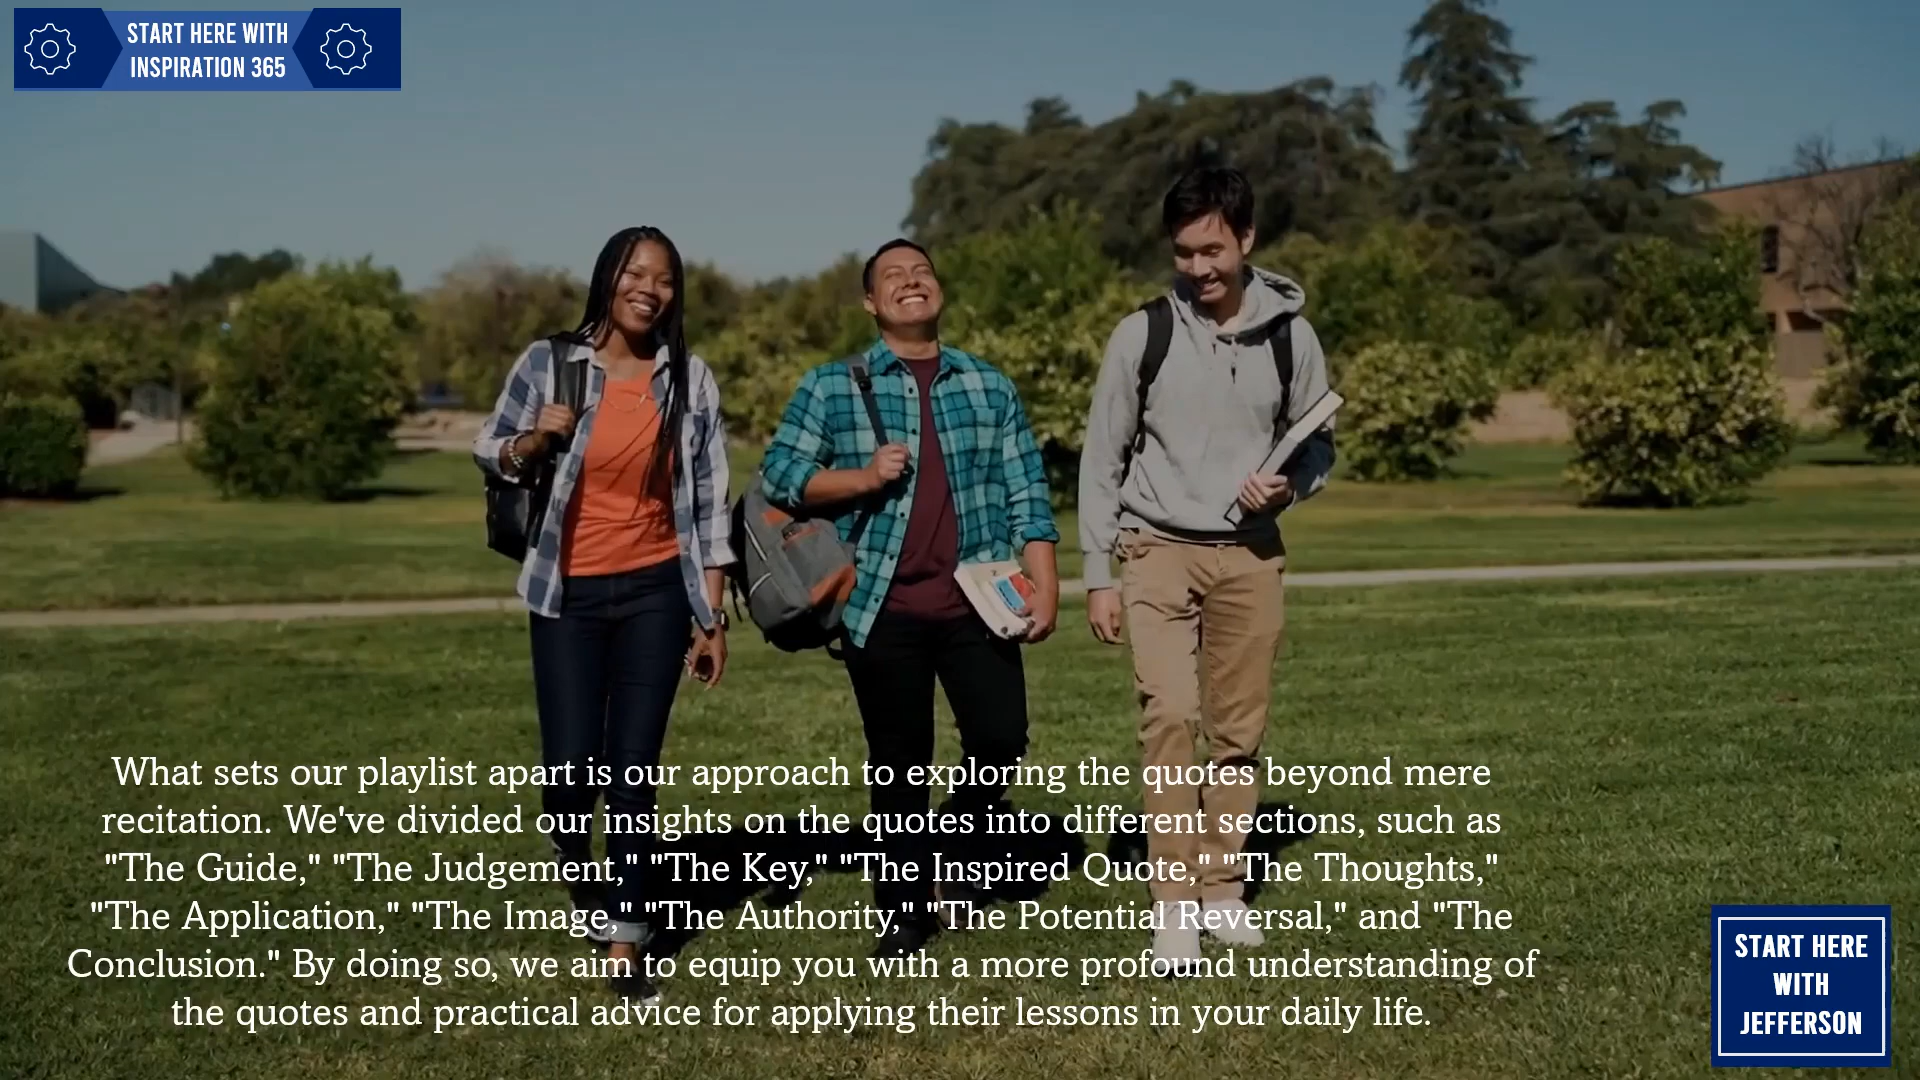 START HERE WITH
INSPIRATION 365
What sets our playlist apart is our approach to exploring the quotes beyond mere
recitation. We've divided our insights on the quotes into different sections, such as
"The Guide," "The Judgement," "The Key," "The Inspired Quote," "The Thoughts,"
"The Application," "The Image," "The Authority," "The Potential Reversal," and "The
Conclusion." By doing so, we aim to equip you with a more profound understanding of
the quotes and practical advice for applying their lessons in your daily life.
START HERE
WITH
JEFFERSON